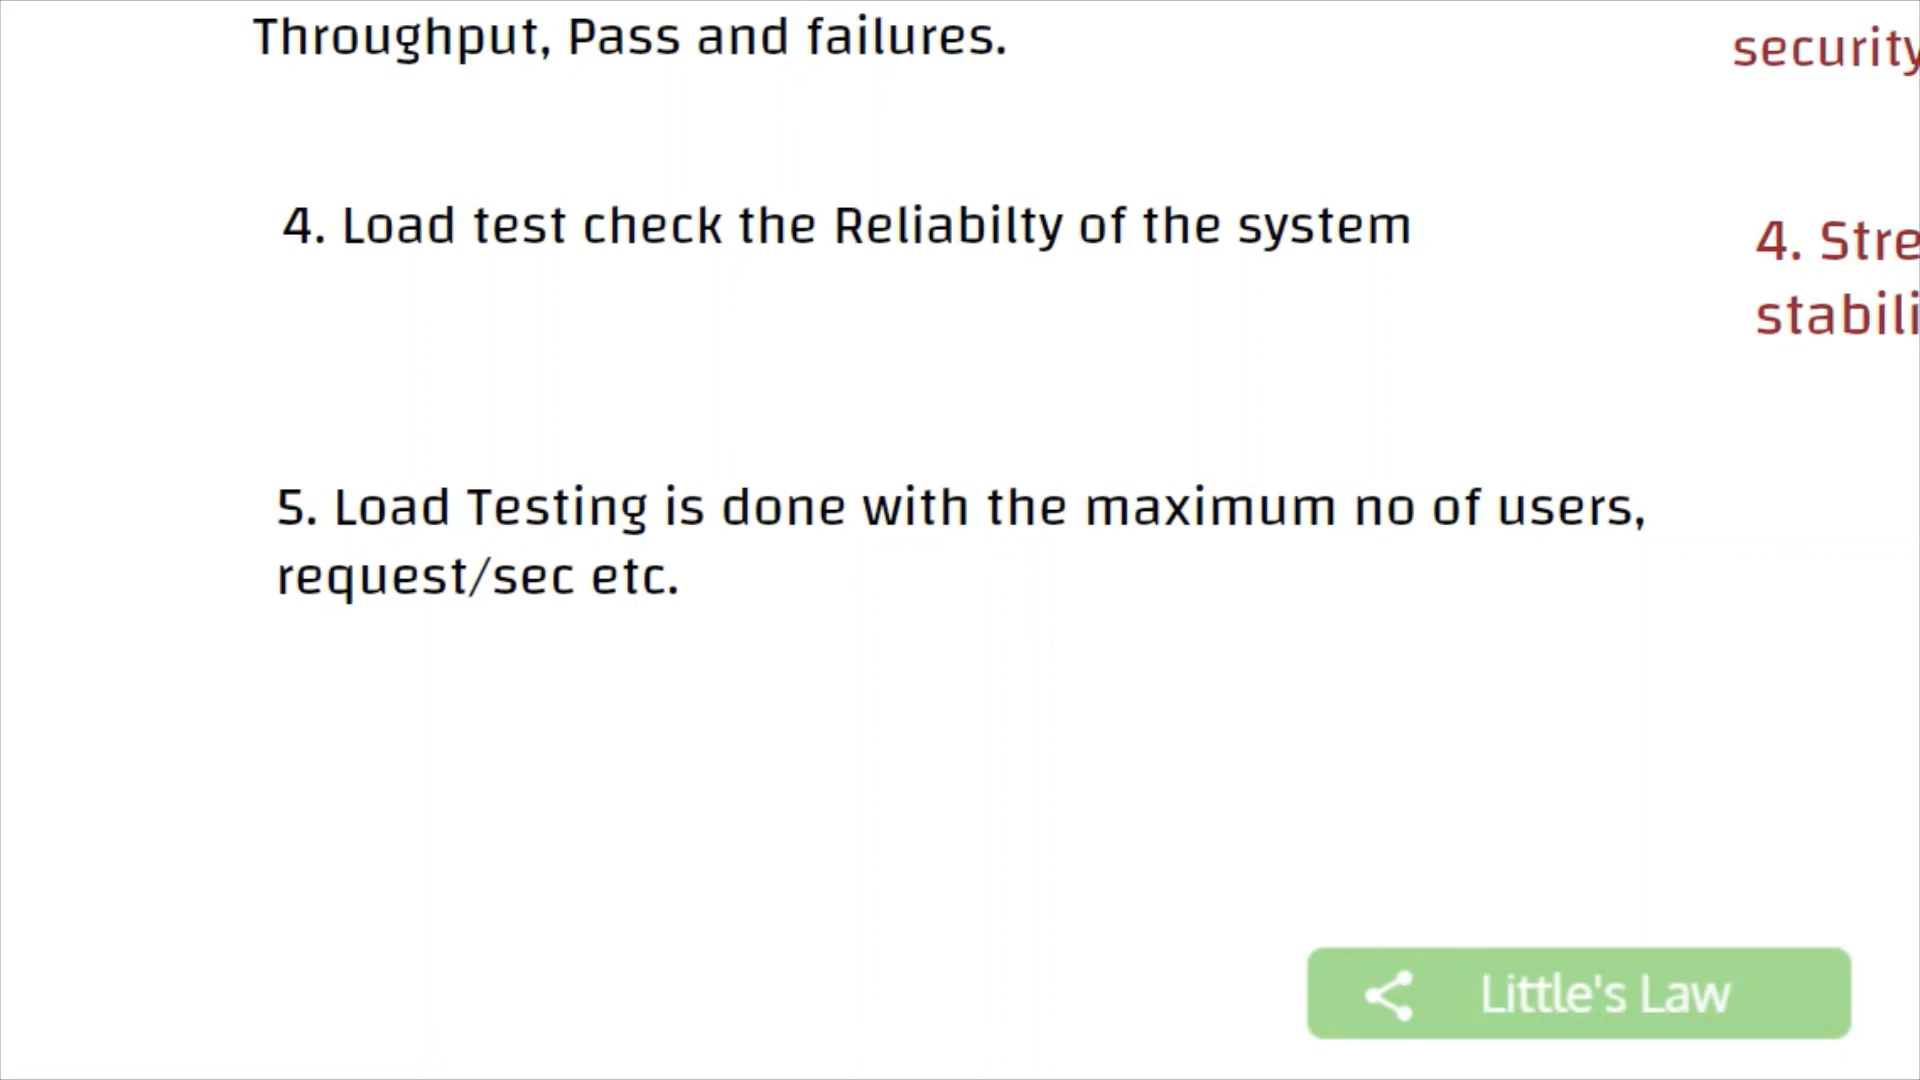 Throughput, Pass and failures.
4. Load test check the Reliabilty of the system
5. Load Testing is done with the maximum no of users,
request/sec etc.
security
4. Stre
stabili
Little's Law